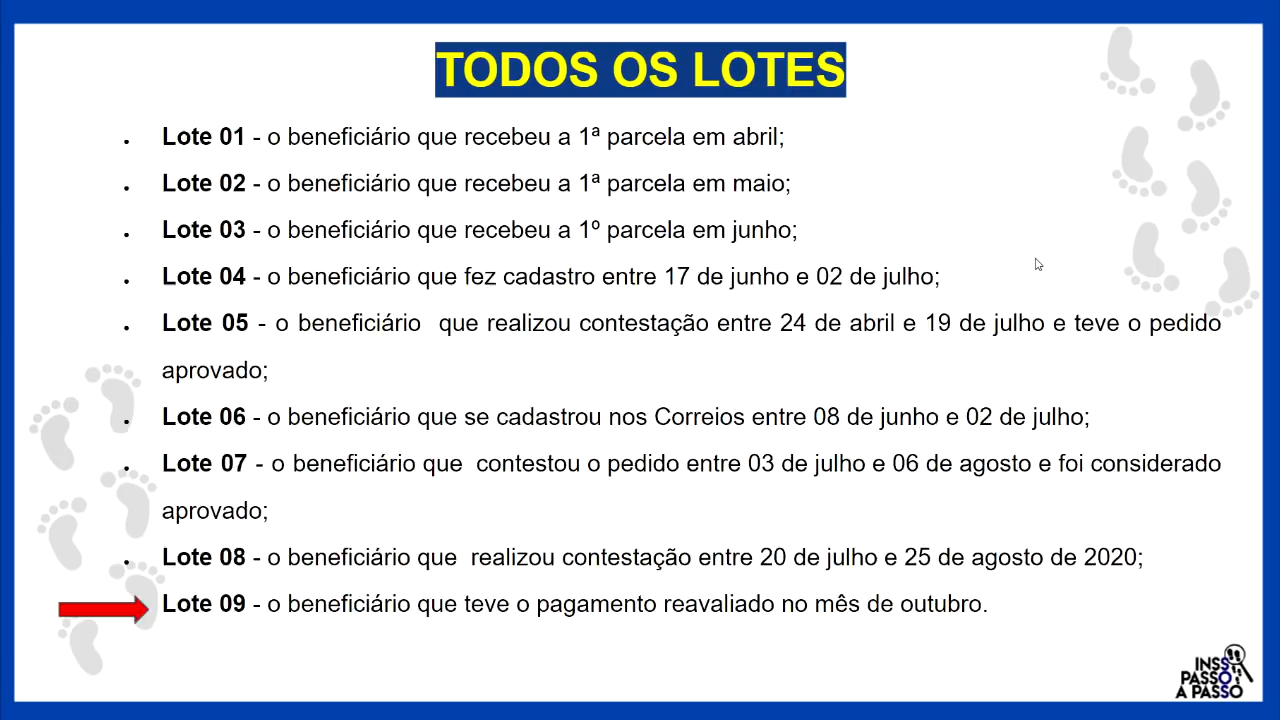 TODOS OS LOTES
Lote 01 - o beneficiário que recebeu a 1ª parcela em abril;
Lote 02 - o beneficiário que recebeu a 1ª parcela em maio;
Lote 03 - o beneficiário que recebeu a 1º parcela em junho;
Lote 04 - o beneficiário que fez cadastro entre 17 de junho e 02 de julho;
Lote 05 - o beneficiário que realizou contestação entre 24 de abril e 19 de julho e teve o pedido
aprovado;
Lote 06 - o beneficiário que se cadastrou nos Correios entre 08 de junho e 02 de julho;
Lote 07 - o beneficiário que contestou o pedido entre 03 de julho e 06 de agosto e foi considerado
aprovado;
Lote 08 - o beneficiário que realizou contestação entre 20 de julho e 25 de agosto de 2020;
Lote 09 - o beneficiário que teve o pagamento reavaliado no mês de outubro.
INSS
PASSO
A PASSO